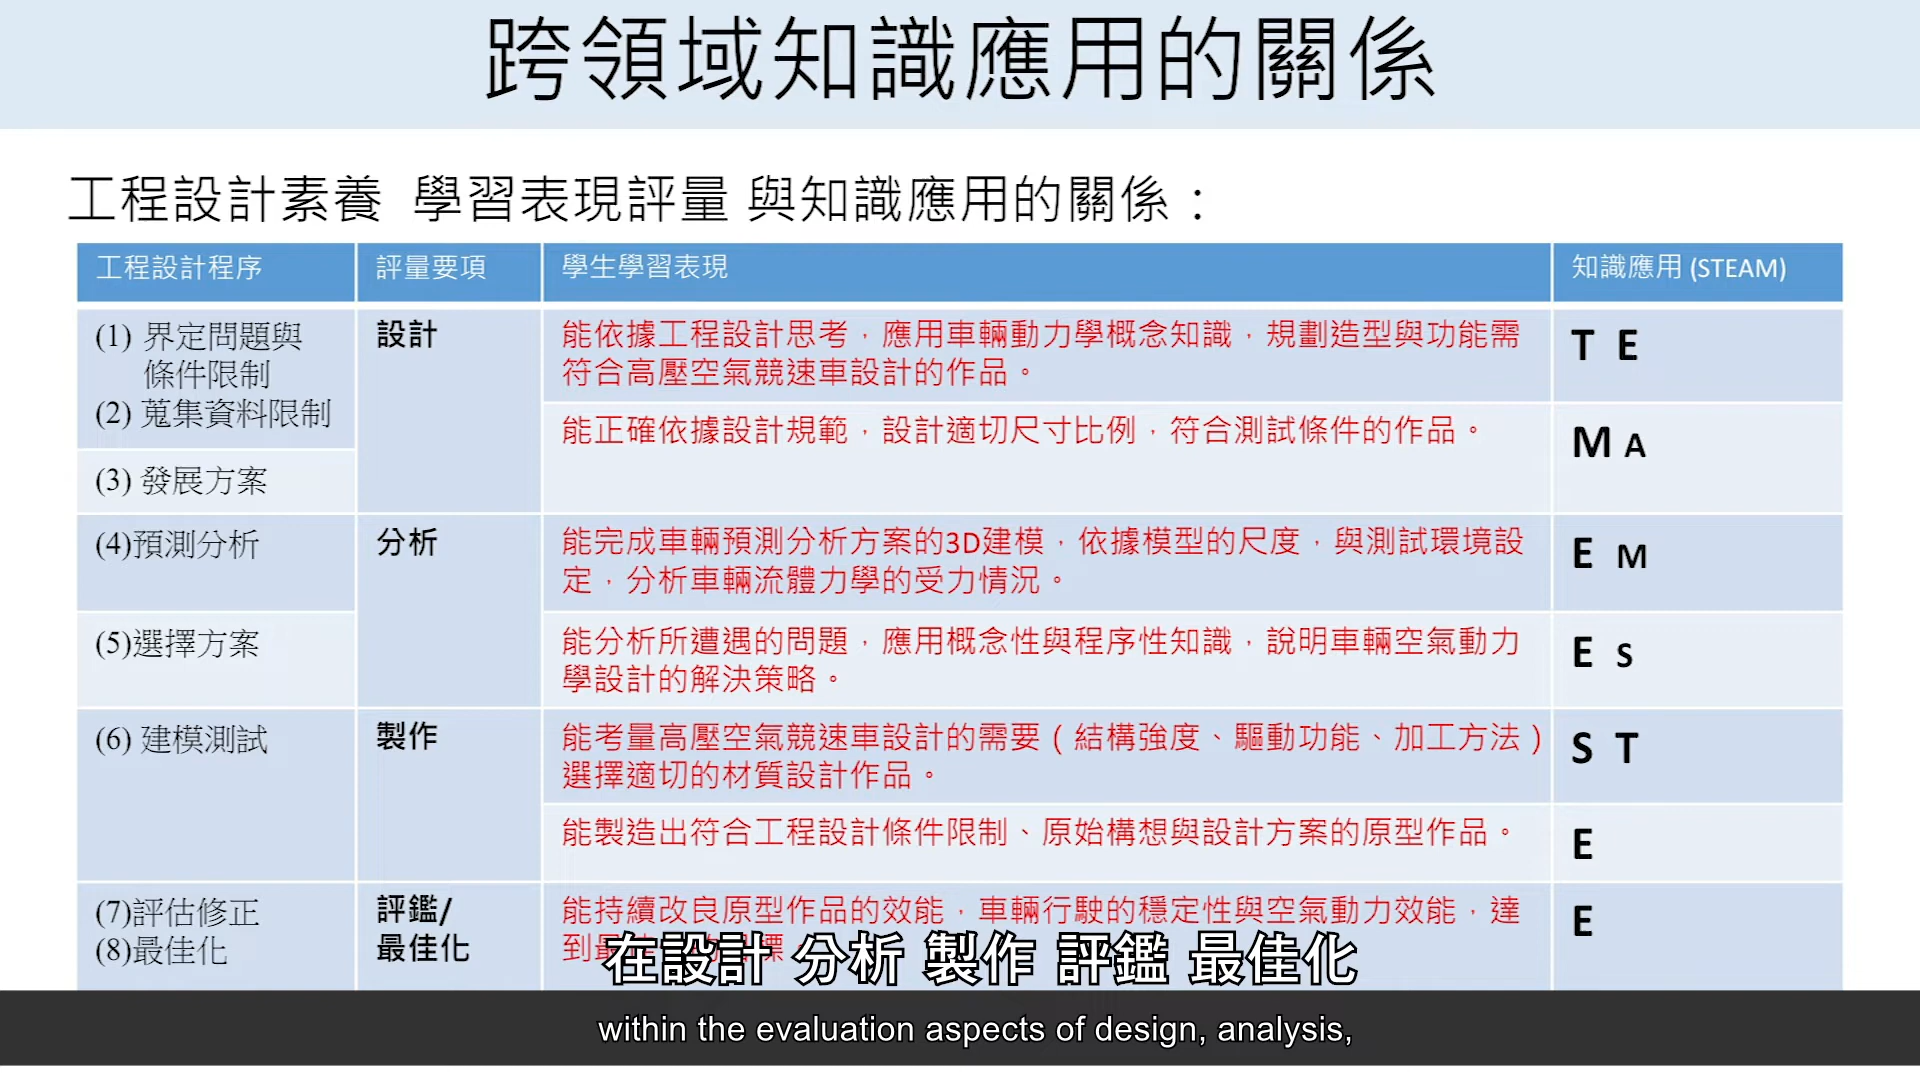 跨領域知識應用的關係
工程設計素養 學習表現評量 與知識應用的關係：
工程設計程序
評量要項
學生學習表現
知識應用 (STEAM)
(1) 界定問題與
條件限制
(2) 蒐集資料限制
(3) 發展方案
設計
能依據工程設計思考，應用車輛動力學概念知識，規劃造型與功能需
符合高壓空氣競速車設計的作品。
T E
能正確依據設計規範，設計適切尺寸比例，符合測試條件的作品。
M A
(4)預測分析
分析
能完成車輛預測分析方案的3D建模，依據模型的尺度，與測試環境設
定，分析車輛流體力學的受力情況。
E M
(5)選擇方案
能分析所遭遇的問題，應用概念性與程序性知識，說明車輛空氣動力
學設計的解決策略。
E S
(6) 建模測試
製作
能考量高壓空氣競速車設計的需要（結構強度、驅動功能、加工方法）
選擇適切的材質設計作品。
S T
能製造出符合工程設計條件限制、原始構想與設計方案的原型作品。
E
(7)評估修正
(8)最佳化
評鑑/
最佳化
能持續改良原型作品的效能，車輛行駛的穩定性與空氣動力效能，達
到最
E
在設計 分析 製作 評鑑 最佳化
within the evaluation aspects of design, analysis,